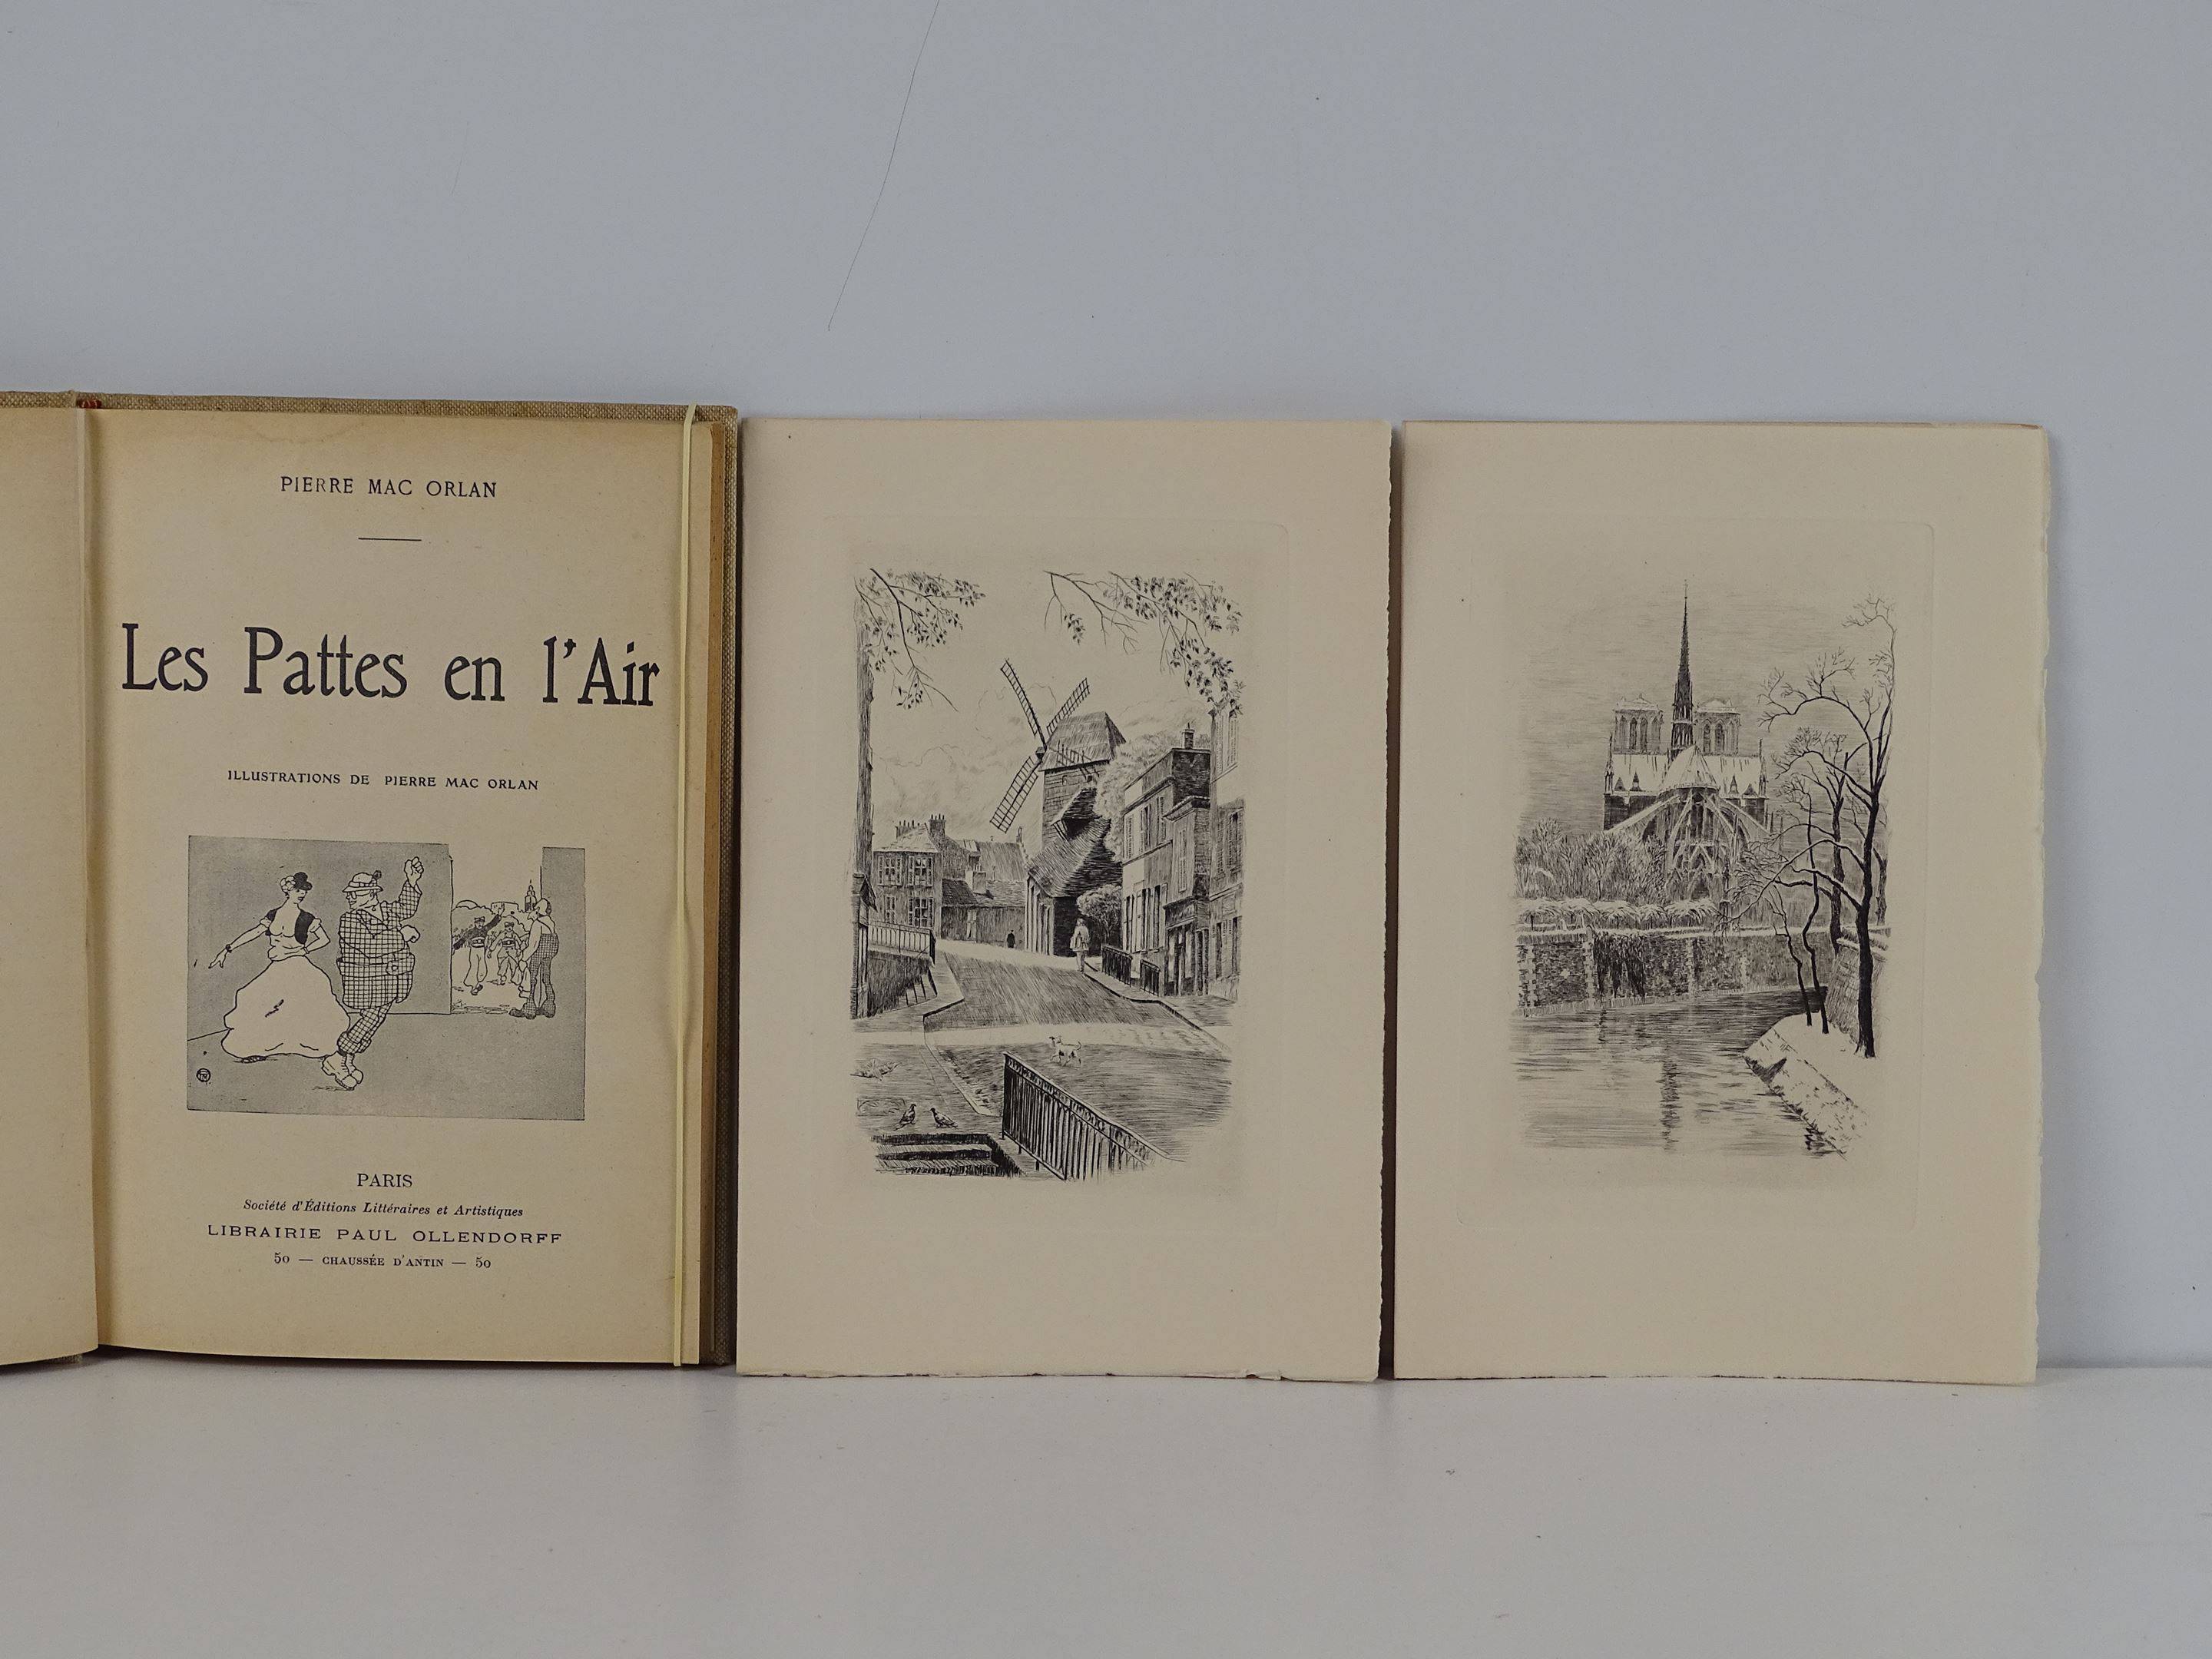 PIERRE MAC ORLAN
Les Pattes en l'Air
ILLUSTRATIONS DE PIERRE MAC ORLAN
PARIS
Société d'Éditions Littéraires et Artistiques
LIBRAIRIE PAUL OLLENDORFF
50 — CHAUSSÉE D'ANTIN — 50